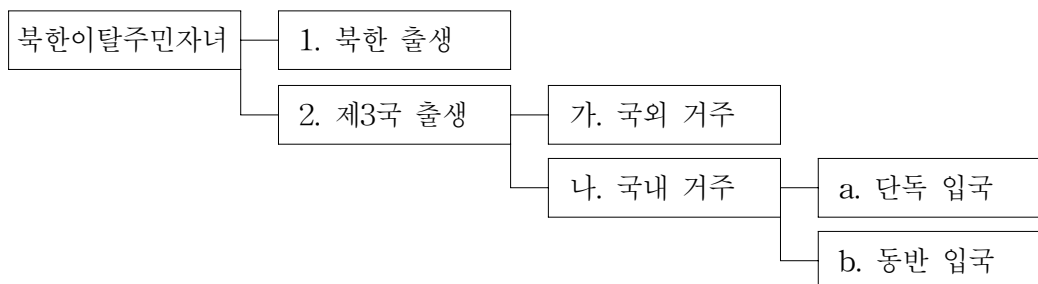 북한이탈주민자녀
1. 북한 출생
2. 제3국 출생
가. 국외 거주
나. 국내 거주
a. 단독 입국
b. 동반 입국